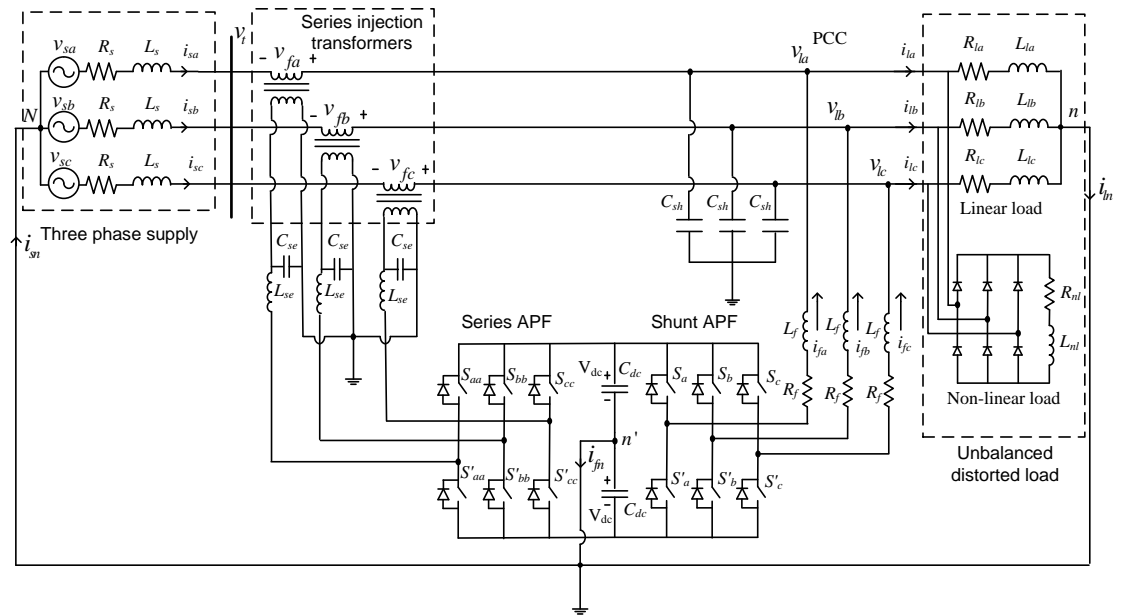 Series injection
transformers
v_t
v_sa R_s L_s i_sa
- v_fa +
v_la PCC i_la
R_la L_la
N
v_sb R_s L_s i_sb
- v_fb +
v_lb i_lb
R_lb L_lb n
v_sc R_s L_s i_sc
- v_fc +
v_lc i_lc
R_lc L_lc
C_sh C_sh C_sh
Linear load
i_ln
Three phase supply
i_sn
C_se C_se C_se
L_se L_se L_se
R_nl
L_nl
Non-linear load
Series APF Shunt APF
L_f i_fa L_f i_fb L_f i_fc
S_aa S_bb S_cc
V_dc + C_dc -
S_a S_b S_c
R_f R_f R_f
Unbalanced
distorted load
n'
i_fn
S'_aa S'_bb S'_cc
V_dc + C_dc -
S'_a S'_b S'_c